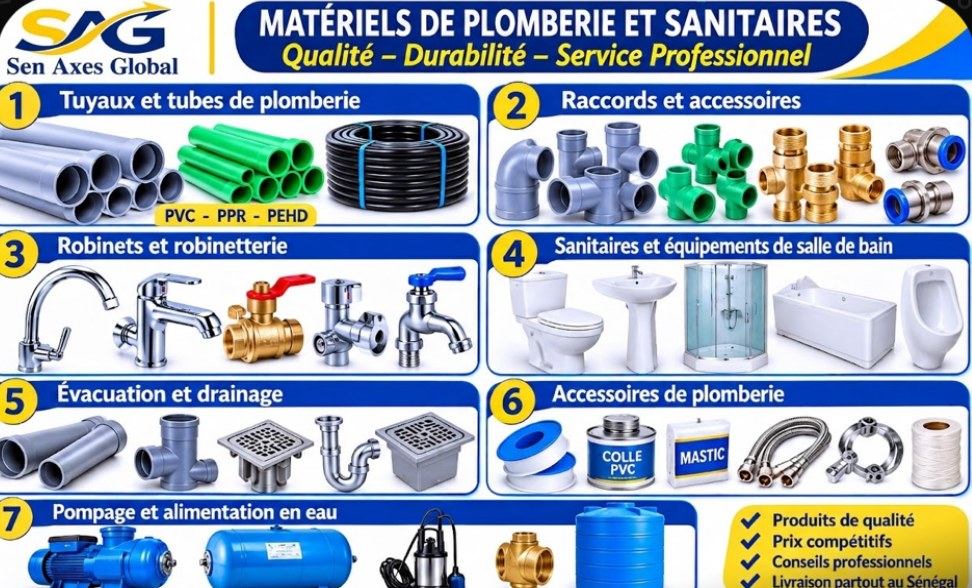 SAG
Sen Axes Global
MATÉRIELS DE PLOMBERIE ET SANITAIRES
Qualité – Durabilité – Service Professionnel
1 Tuyaux et tubes de plomberie
PVC - PPR - PEHD
2 Raccords et accessoires
3 Robinets et robinetterie
4 Sanitaires et équipements de salle de bain
5 Évacuation et drainage
6 Accessoires de plomberie
COLLE
PVC
MASTIC
7 Pompage et alimentation en eau
Produits de qualité
Prix compétitifs
Conseils professionnels
Livraison partout au Sénégal